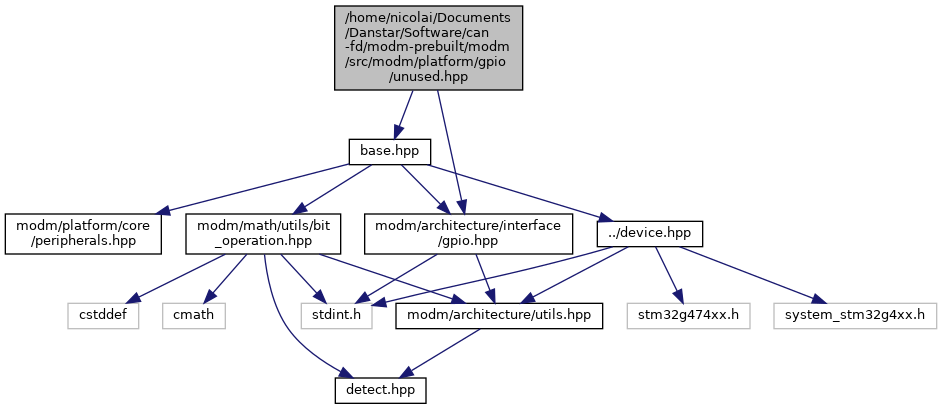 /home/nicolai/Documents
/Danstar/Software/can
-fd/modm-prebuilt/modm
/src/modm/platform/gpio
/unused.hpp
base.hpp
modm/platform/core
/peripherals.hpp
modm/math/utils/bit
_operation.hpp
modm/architecture/interface
/gpio.hpp
../device.hpp
cstddef
cmath
stdint.h
modm/architecture/utils.hpp
stm32g474xx.h
system_stm32g4xx.h
detect.hpp